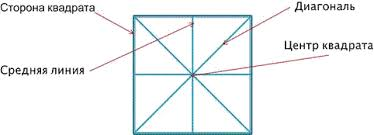 Сторона квадрата
Диагональ
Центр квадрата
Средняя линия